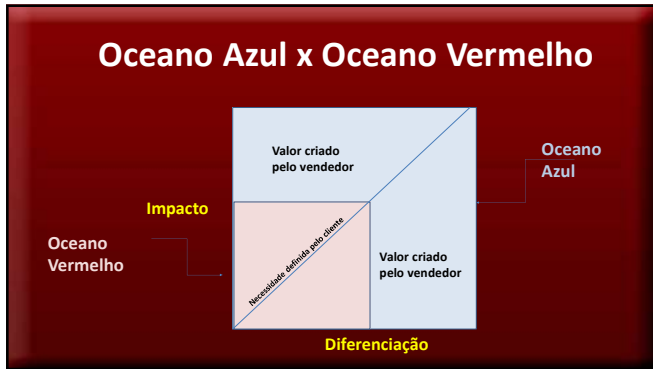 Oceano Azul x Oceano Vermelho
Valor criado
pelo vendedor
Oceano
Azul
Impacto
Oceano
Vermelho
Necessidade definida pelo cliente
Valor criado
pelo vendedor
Diferenciação